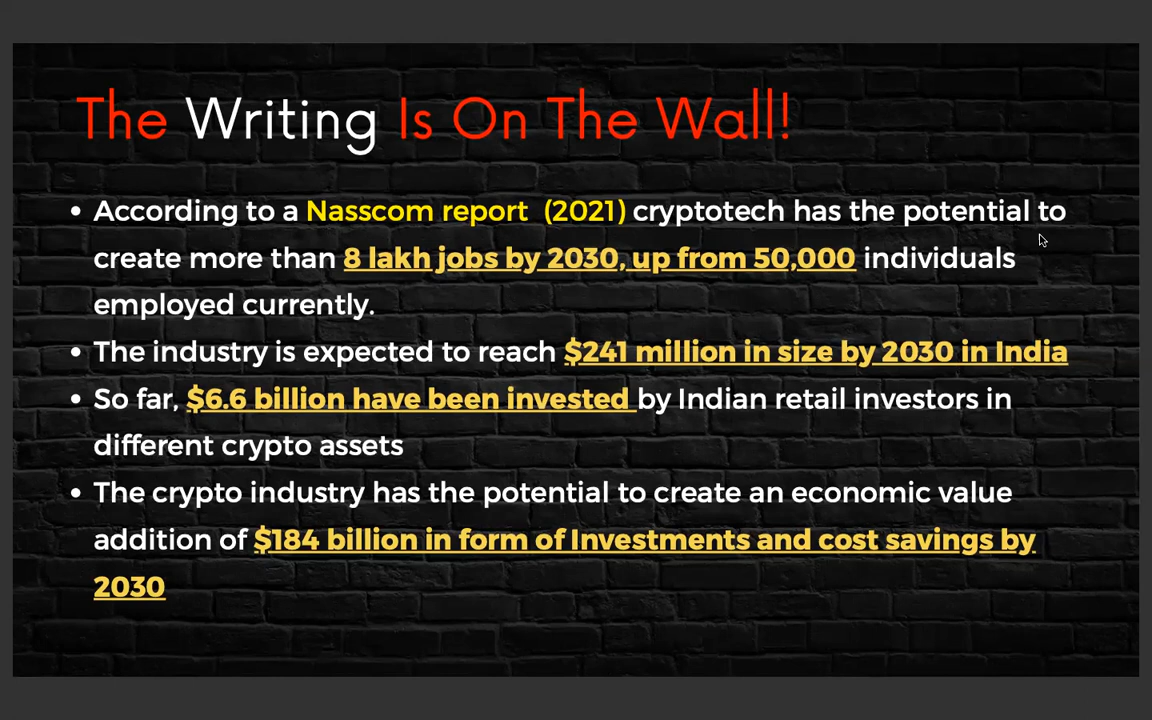 The Writing Is On The Wall!
• According to a Nasscom report (2021) cryptotech has the potential to
create more than 8 lakh jobs by 2030, up from 50,000 individuals
employed currently.
• The industry is expected to reach $241 million in size by 2030 in India
• So far, $6.6 billion have been invested by Indian retail investors in
different crypto assets
• The crypto industry has the potential to create an economic value
addition of $184 billion in form of Investments and cost savings by
2030